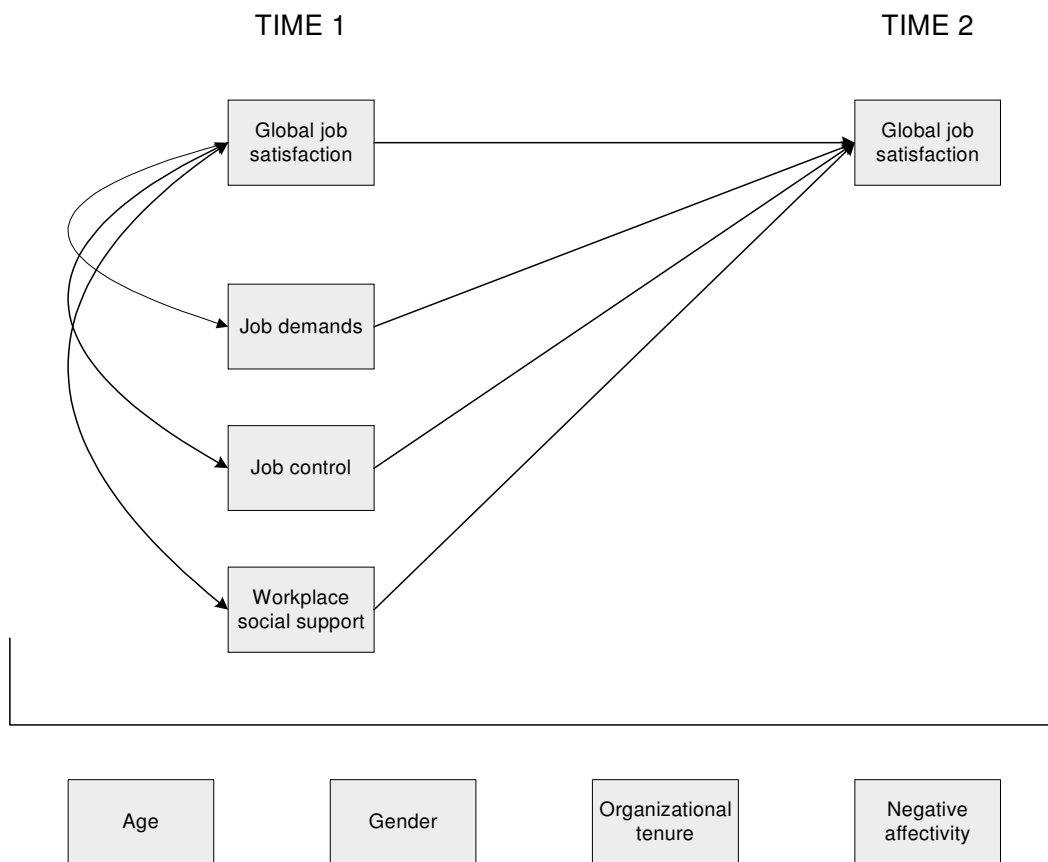 TIME 1
TIME 2
Global job
satisfaction
Global job
satisfaction
Job demands
Job control
Workplace
social support
Age
Gender
Organizational
tenure
Negative
affectivity